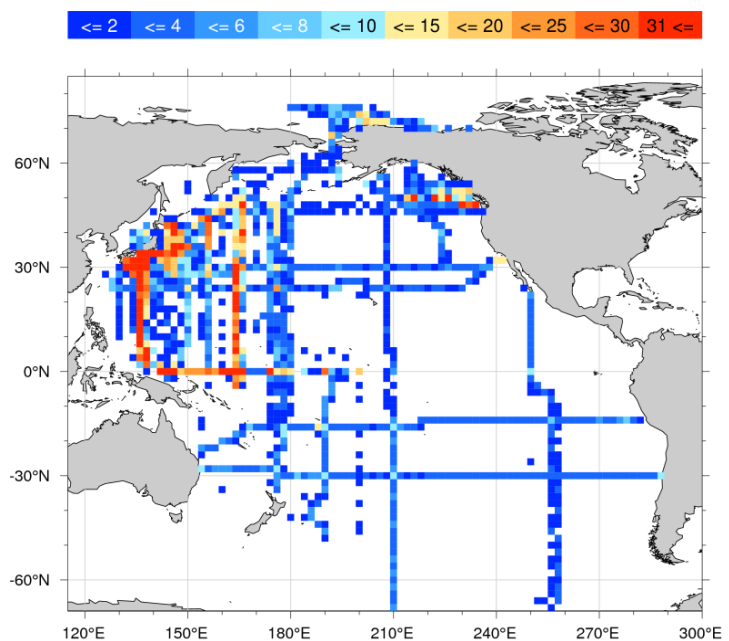 <= 2 <= 4 <= 6 <= 8 <= 10 <= 15 <= 20 <= 25 <= 30 31 <=
60°N
30°N
0°N
-30°N
-60°N
120°E 150°E 180°E 210°E 240°E 270°E 300°E